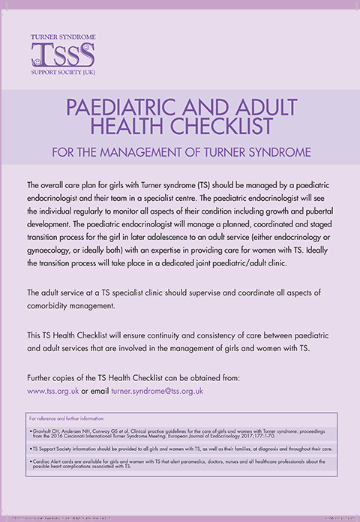 TURNER SYNDROME
TSSS
SUPPORT SOCIETY [UK]
PAEDIATRIC AND ADULT
HEALTH CHECKLIST
FOR THE MANAGEMENT OF TURNER SYNDROME
The overall care plan for girls with Turner syndrome (TS) should be managed by a paediatric
endocrinologist and their team in a specialist centre. The paediatric endocrinologist will see
the individual regularly to monitor all aspects of their condition including growth and pubertal
development. The paediatric endocrinologist will manage a planned, coordinated and staged
transition process for the girl in later adolescence to an adult service (either endocrinology or
gynaecology, or ideally both) with an expertise in providing care for women with TS. Ideally
the transition process will take place in a dedicated joint paediatric/adult clinic.
The adult service at a TS specialist clinic should supervise and coordinate all aspects of
comorbidity management.
This TS Health Checklist will ensure continuity and consistency of care between paediatric
and adult services that are involved in the management of girls and women with TS.
Further copies of the TS Health Checklist can be obtained from:
www.tss.org.uk or email turner.syndrome@tss.org.uk
For reference and further information:
• Gravholt CH, Andersen NH, Conway GS et al. Clinical practice guidelines for the care of girls and women with Turner syndrome: proceedings
from the 2016 Cincinnati International Turner Syndrome Meeting. European Journal of Endocrinology 2017;177:1-70.
• TS Support Society information should be provided to all girls and women with TS, as well as their families, at diagnosis and throughout their care.
• Cardiac Alert cards are available for girls and women with TS that alert paramedics, doctors, nurses and all healthcare professionals about the
possible heart complications associated with TS.